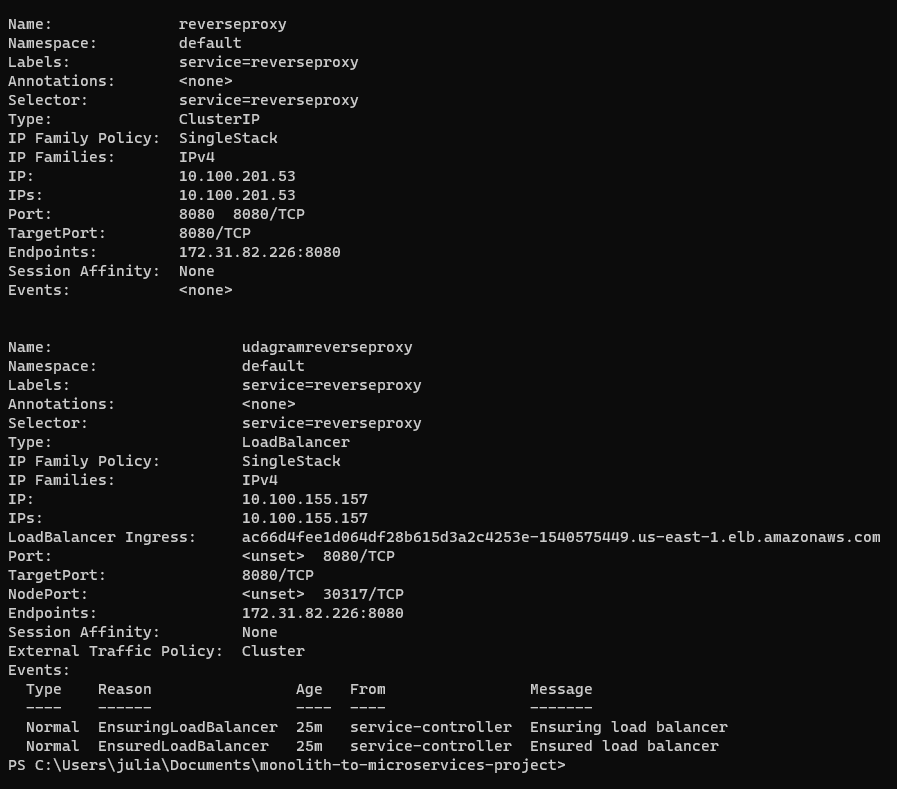 Name:              reverseproxy
Namespace:         default
Labels:            service=reverseproxy
Annotations:       <none>
Selector:          service=reverseproxy
Type:              ClusterIP
IP Family Policy:  SingleStack
IP Families:       IPv4
IP:                10.100.201.53
IPs:               10.100.201.53
Port:              8080  8080/TCP
TargetPort:        8080/TCP
Endpoints:         172.31.82.226:8080
Session Affinity:  None
Events:            <none>
Name:                     udagramreverseproxy
Namespace:                default
Labels:                   service=reverseproxy
Annotations:              <none>
Selector:                 service=reverseproxy
Type:                     LoadBalancer
IP Family Policy:         SingleStack
IP Families:              IPv4
IP:                       10.100.155.157
IPs:                      10.100.155.157
LoadBalancer Ingress:     ac66d4fee1d064df28b615d3a2c4253e-1540575449.us-east-1.elb.amazonaws.com
Port:                     <unset>  8080/TCP
TargetPort:               8080/TCP
NodePort:                 <unset>  30317/TCP
Endpoints:                172.31.82.226:8080
Session Affinity:         None
External Traffic Policy:  Cluster
Events:
  Type    Reason                Age   From                Message
  ----    ------                ----  ----                -------
  Normal  EnsuringLoadBalancer  25m   service-controller  Ensuring load balancer
  Normal  EnsuredLoadBalancer   25m   service-controller  Ensured load balancer
PS C:\Users\julia\Documents\monolith-to-microservices-project>